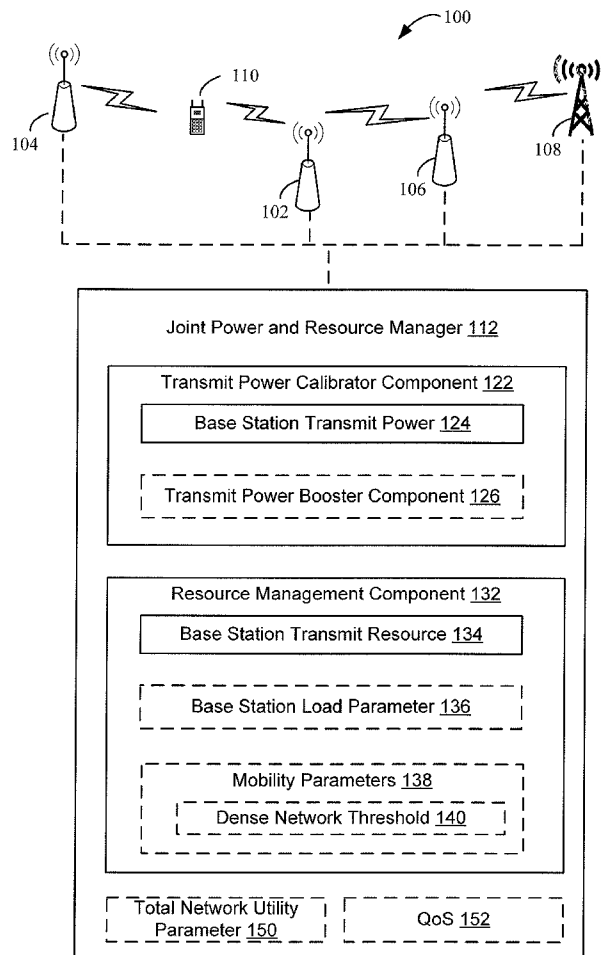 100
104
110
102
106
108
Joint Power and Resource Manager 112
Transmit Power Calibrator Component 122
Base Station Transmit Power 124
Transmit Power Booster Component 126
Resource Management Component 132
Base Station Transmit Resource 134
Base Station Load Parameter 136
Mobility Parameters 138
Dense Network Threshold 140
Total Network Utility
Parameter 150
QoS 152